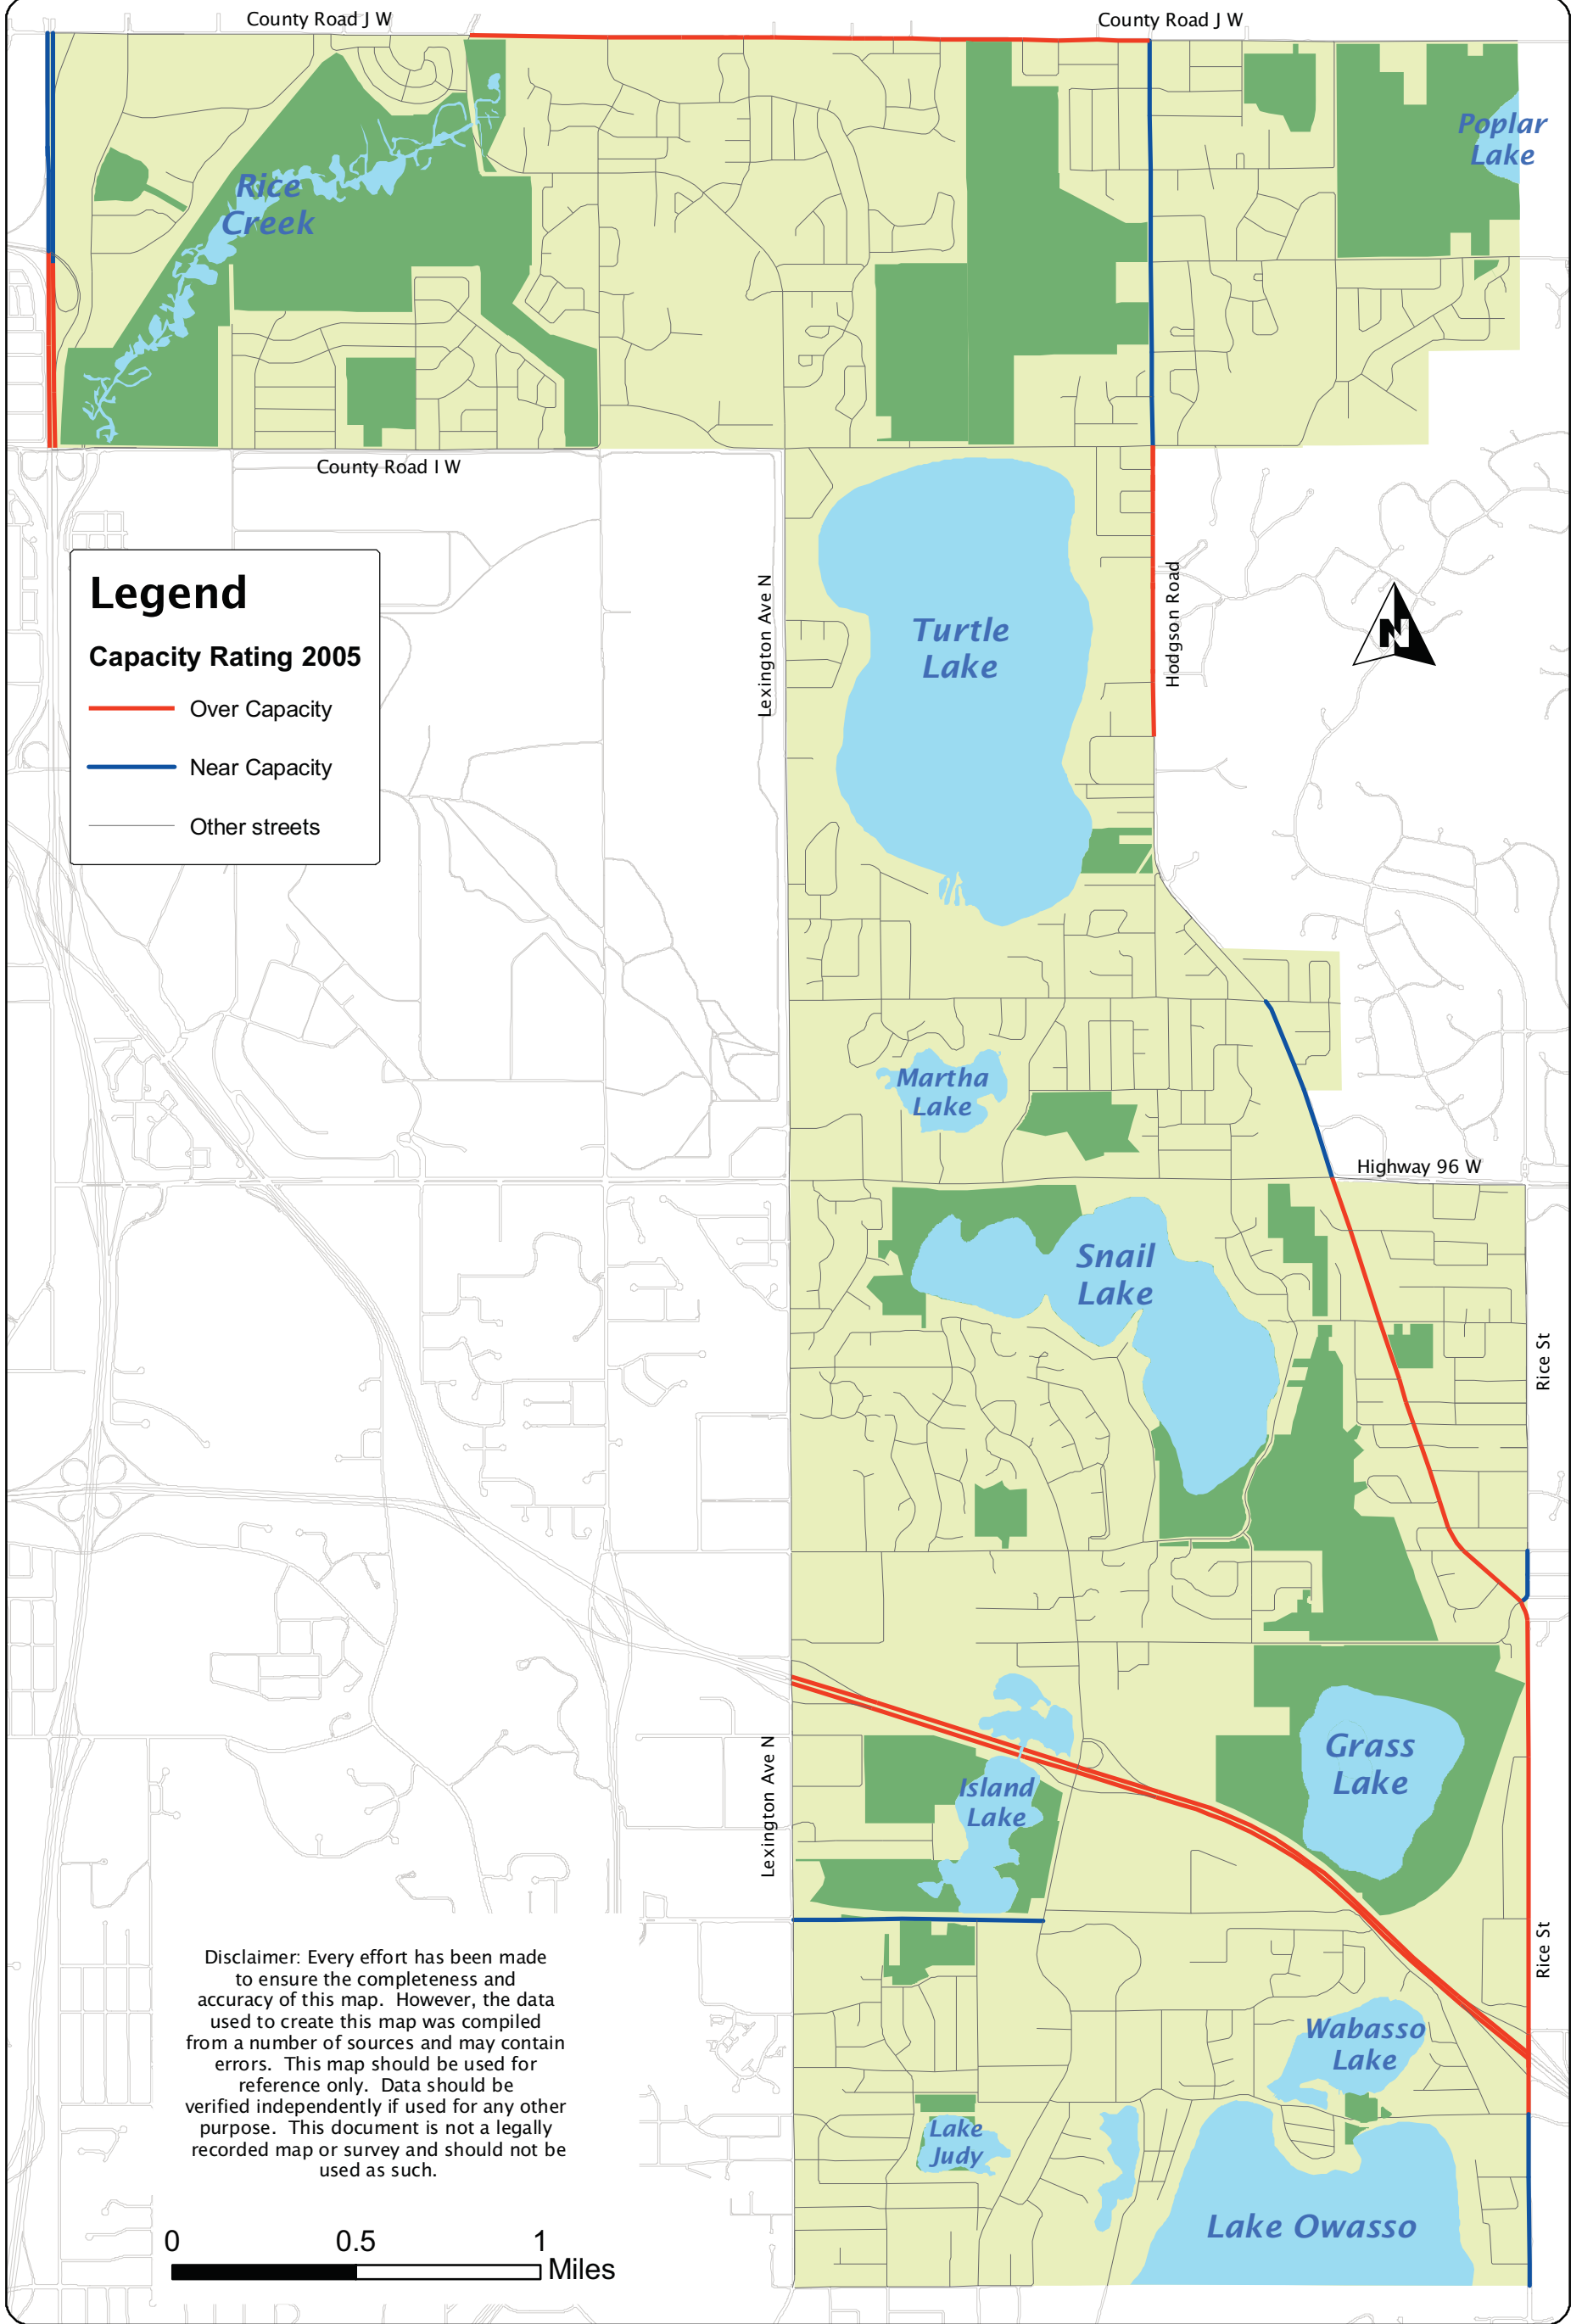 County Road J W
County Road J W
Poplar
Lake
Rice
Creek
County Road I W
Legend
Capacity Rating 2005
Over Capacity
Near Capacity
Other streets
Lexington Ave N
Turtle
Lake
Hodgson Road
N
Martha
Lake
Highway 96 W
Snail
Lake
Rice St
Grass
Lake
Island
Lake
Lexington Ave N
Rice St
Disclaimer: Every effort has been made
to ensure the completeness and
accuracy of this map. However, the data
used to create this map was compiled
from a number of sources and may contain
errors. This map should be used for
reference only. Data should be
verified independently if used for any other
purpose. This document is not a legally
recorded map or survey and should not be
used as such.
Wabasso
Lake
Lake
Judy
Lake Owasso
0 0.5 1
Miles